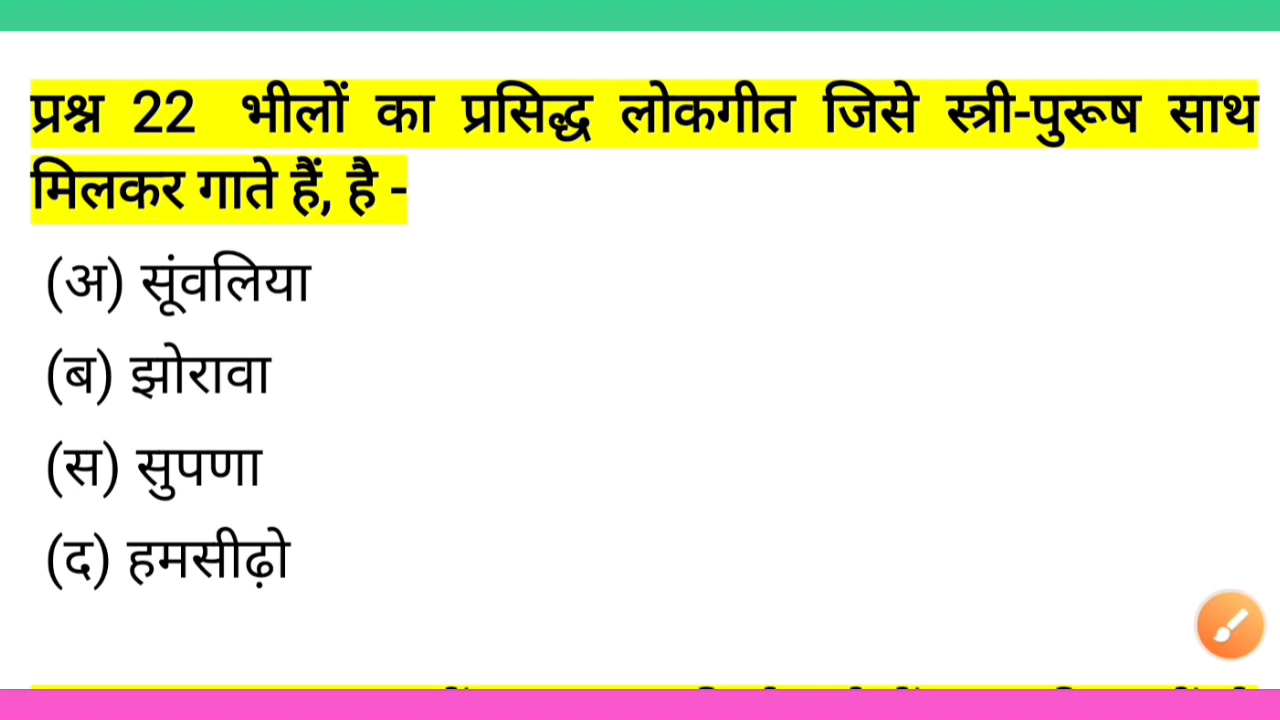 प्रश्न 22 भीलों का प्रसिद्ध लोकगीत जिसे स्त्री-पुरूष साथ
मिलकर गाते हैं, है -
(अ) सूंवलिया
(ब) झोरावा
(स) सुपणा
(द) हमसीढ़ो